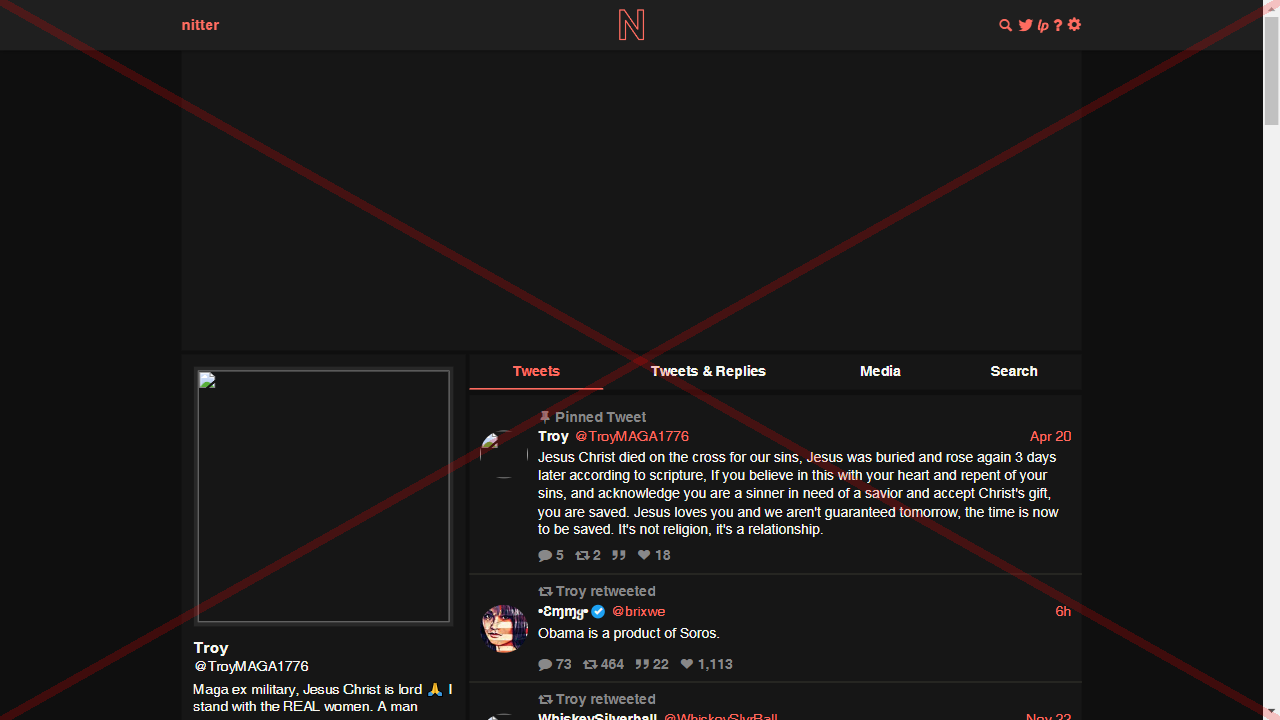 nitter
N
lp ?
Tweets Tweets & Replies Media Search
Pinned Tweet
Troy @TroyMAGA1776 Apr 20
Jesus Christ died on the cross for our sins, Jesus was buried and rose again 3 days
later according to scripture, If you believe in this with your heart and repent of your
sins, and acknowledge you are a sinner in need of a savior and accept Christ's gift,
you are saved. Jesus loves you and we aren't guaranteed tomorrow, the time is now
to be saved. It's not religion, it's a relationship.
5 2 18
Troy retweeted
•Ɛɱɱყ• @brixwe 6h
Obama is a product of Soros.
73 464 22 1,113
Troy retweeted
WhiskeySilverball @WhiskeySlvrBall Nov 22
Troy
@TroyMAGA1776
Maga ex military, Jesus Christ is lord 🙏 I
stand with the REAL women. A man